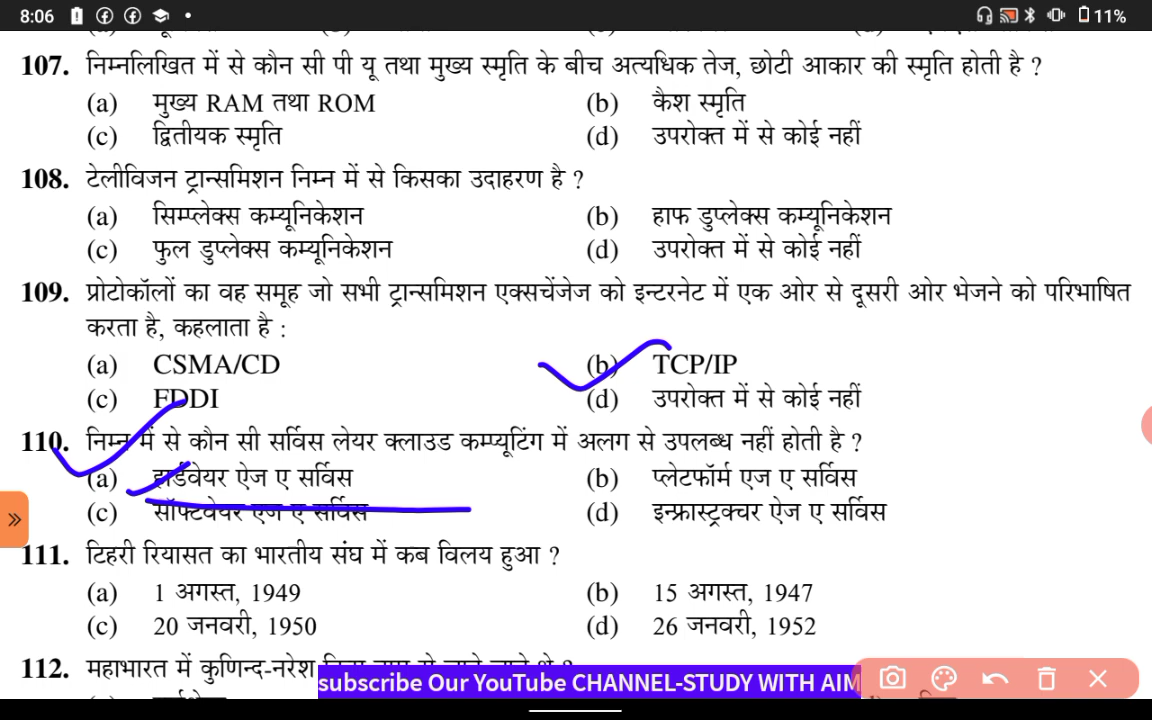 8:06
11%
107. निम्नलिखित में से कौन सी पी यू तथा मुख्य स्मृति के बीच अत्यधिक तेज, छोटी आकार की स्मृति होती है ?
(a) मुख्य RAM तथा ROM (b) कैश स्मृति
(c) द्वितीयक स्मृति (d) उपरोक्त में से कोई नहीं
108. टेलीविजन ट्रान्समिशन निम्न में से किसका उदाहरण है ?
(a) सिम्प्लेक्स कम्यूनिकेशन (b) हाफ डुप्लेक्स कम्यूनिकेशन
(c) फुल डुप्लेक्स कम्यूनिकेशन (d) उपरोक्त में से कोई नहीं
109. प्रोटोकॉलों का वह समूह जो सभी ट्रान्समिशन एक्सचेंजेज को इन्टरनेट में एक ओर से दूसरी ओर भेजने को परिभाषित
करता है, कहलाता है :
(a) CSMA/CD (b) TCP/IP
(c) FDDI (d) उपरोक्त में से कोई नहीं
110. निम्न में से कौन सी सर्विस लेयर क्लाउड कम्प्यूटिंग में अलग से उपलब्ध नहीं होती है ?
(a) हार्डवेयर ऐज ए सर्विस (b) प्लेटफॉर्म एज ए सर्विस
(c) सॉफ्टवेयर एज ए सर्विस (d) इन्फ्रास्ट्रक्चर ऐज ए सर्विस
111. टिहरी रियासत का भारतीय संघ में कब विलय हुआ ?
(a) 1 अगस्त, 1949 (b) 15 अगस्त, 1947
(c) 20 जनवरी, 1950 (d) 26 जनवरी, 1952
112. महाभारत में कुणिन्द-नरेश
subscribe Our YouTube CHANNEL-STUDY WITH AIM